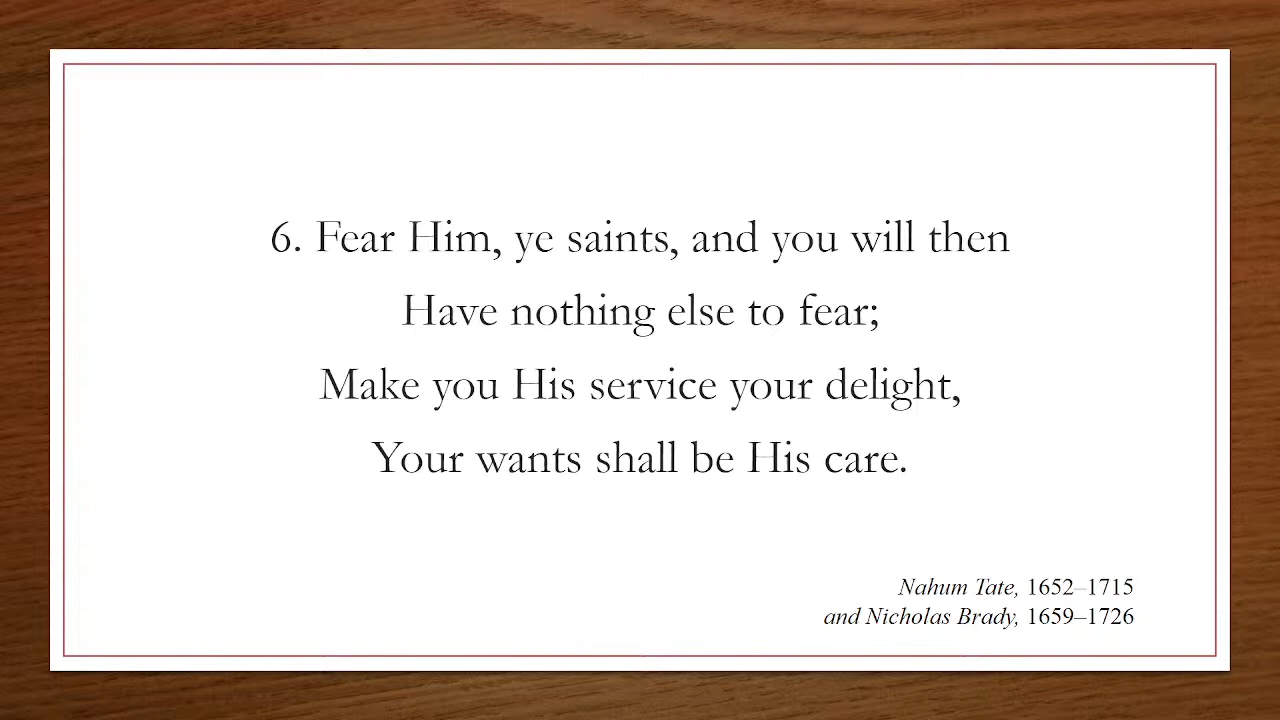 6. Fear Him, ye saints, and you will then
Have nothing else to fear;
Make you His service your delight,
Your wants shall be His care.
Nahum Tate, 1652–1715
and Nicholas Brady, 1659–1726